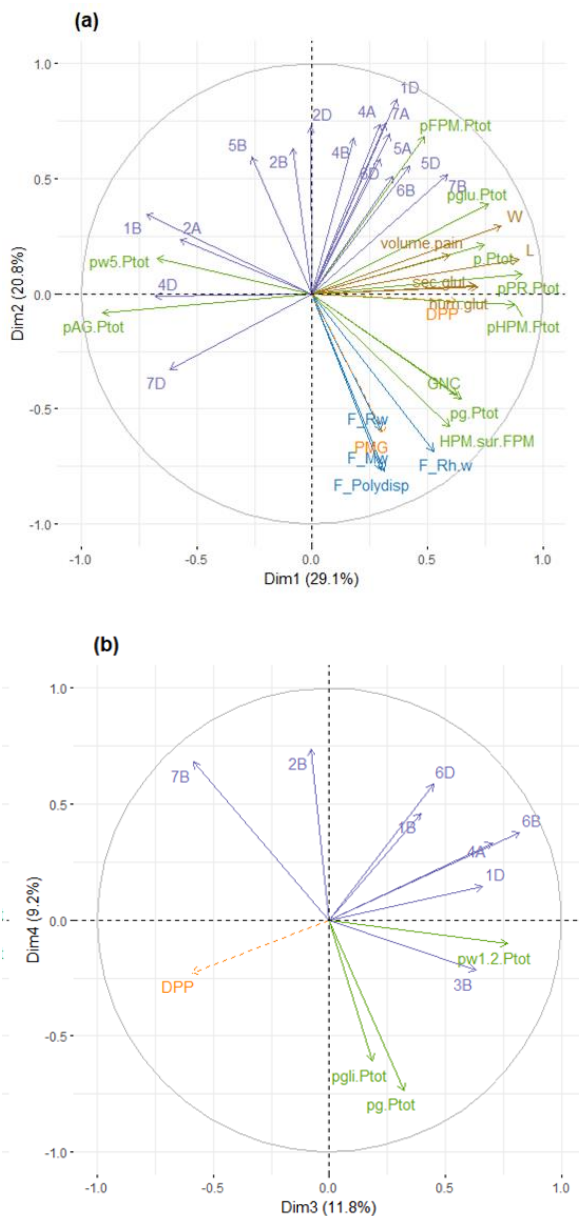 (a)
1.0
1D
4A
7A
2D
pFPM.Ptot
5B
2B
4B
5A
6D
5D
0.5
6B
7B
pglu.Ptot
1B
2A
W
volume.pain
L
pw5.Ptot
p.Ptot
4D
sec.glut
pPR.Ptot
0.0
hum.glut
DPP
pHPM.Ptot
pAG.Ptot
7D
GNC
pg.Ptot
-0.5
F_Rw
HPM.sur.FPM
PMG
F_Mw
F_Rh.w
F_Polydisp
-1.0
-1.0 -0.5 0.0 0.5 1.0
Dim1 (29.1%)
Dim2 (20.8%)
(b)
1.0
7B
2B
6D
0.5
1B
6B
4A
1D
0.0
pw1.2.Ptot
DPP
3B
-0.5
pgli.Ptot
pg.Ptot
-1.0
-1.0 -0.5 0.0 0.5 1.0
Dim3 (11.8%)
Dim4 (9.2%)